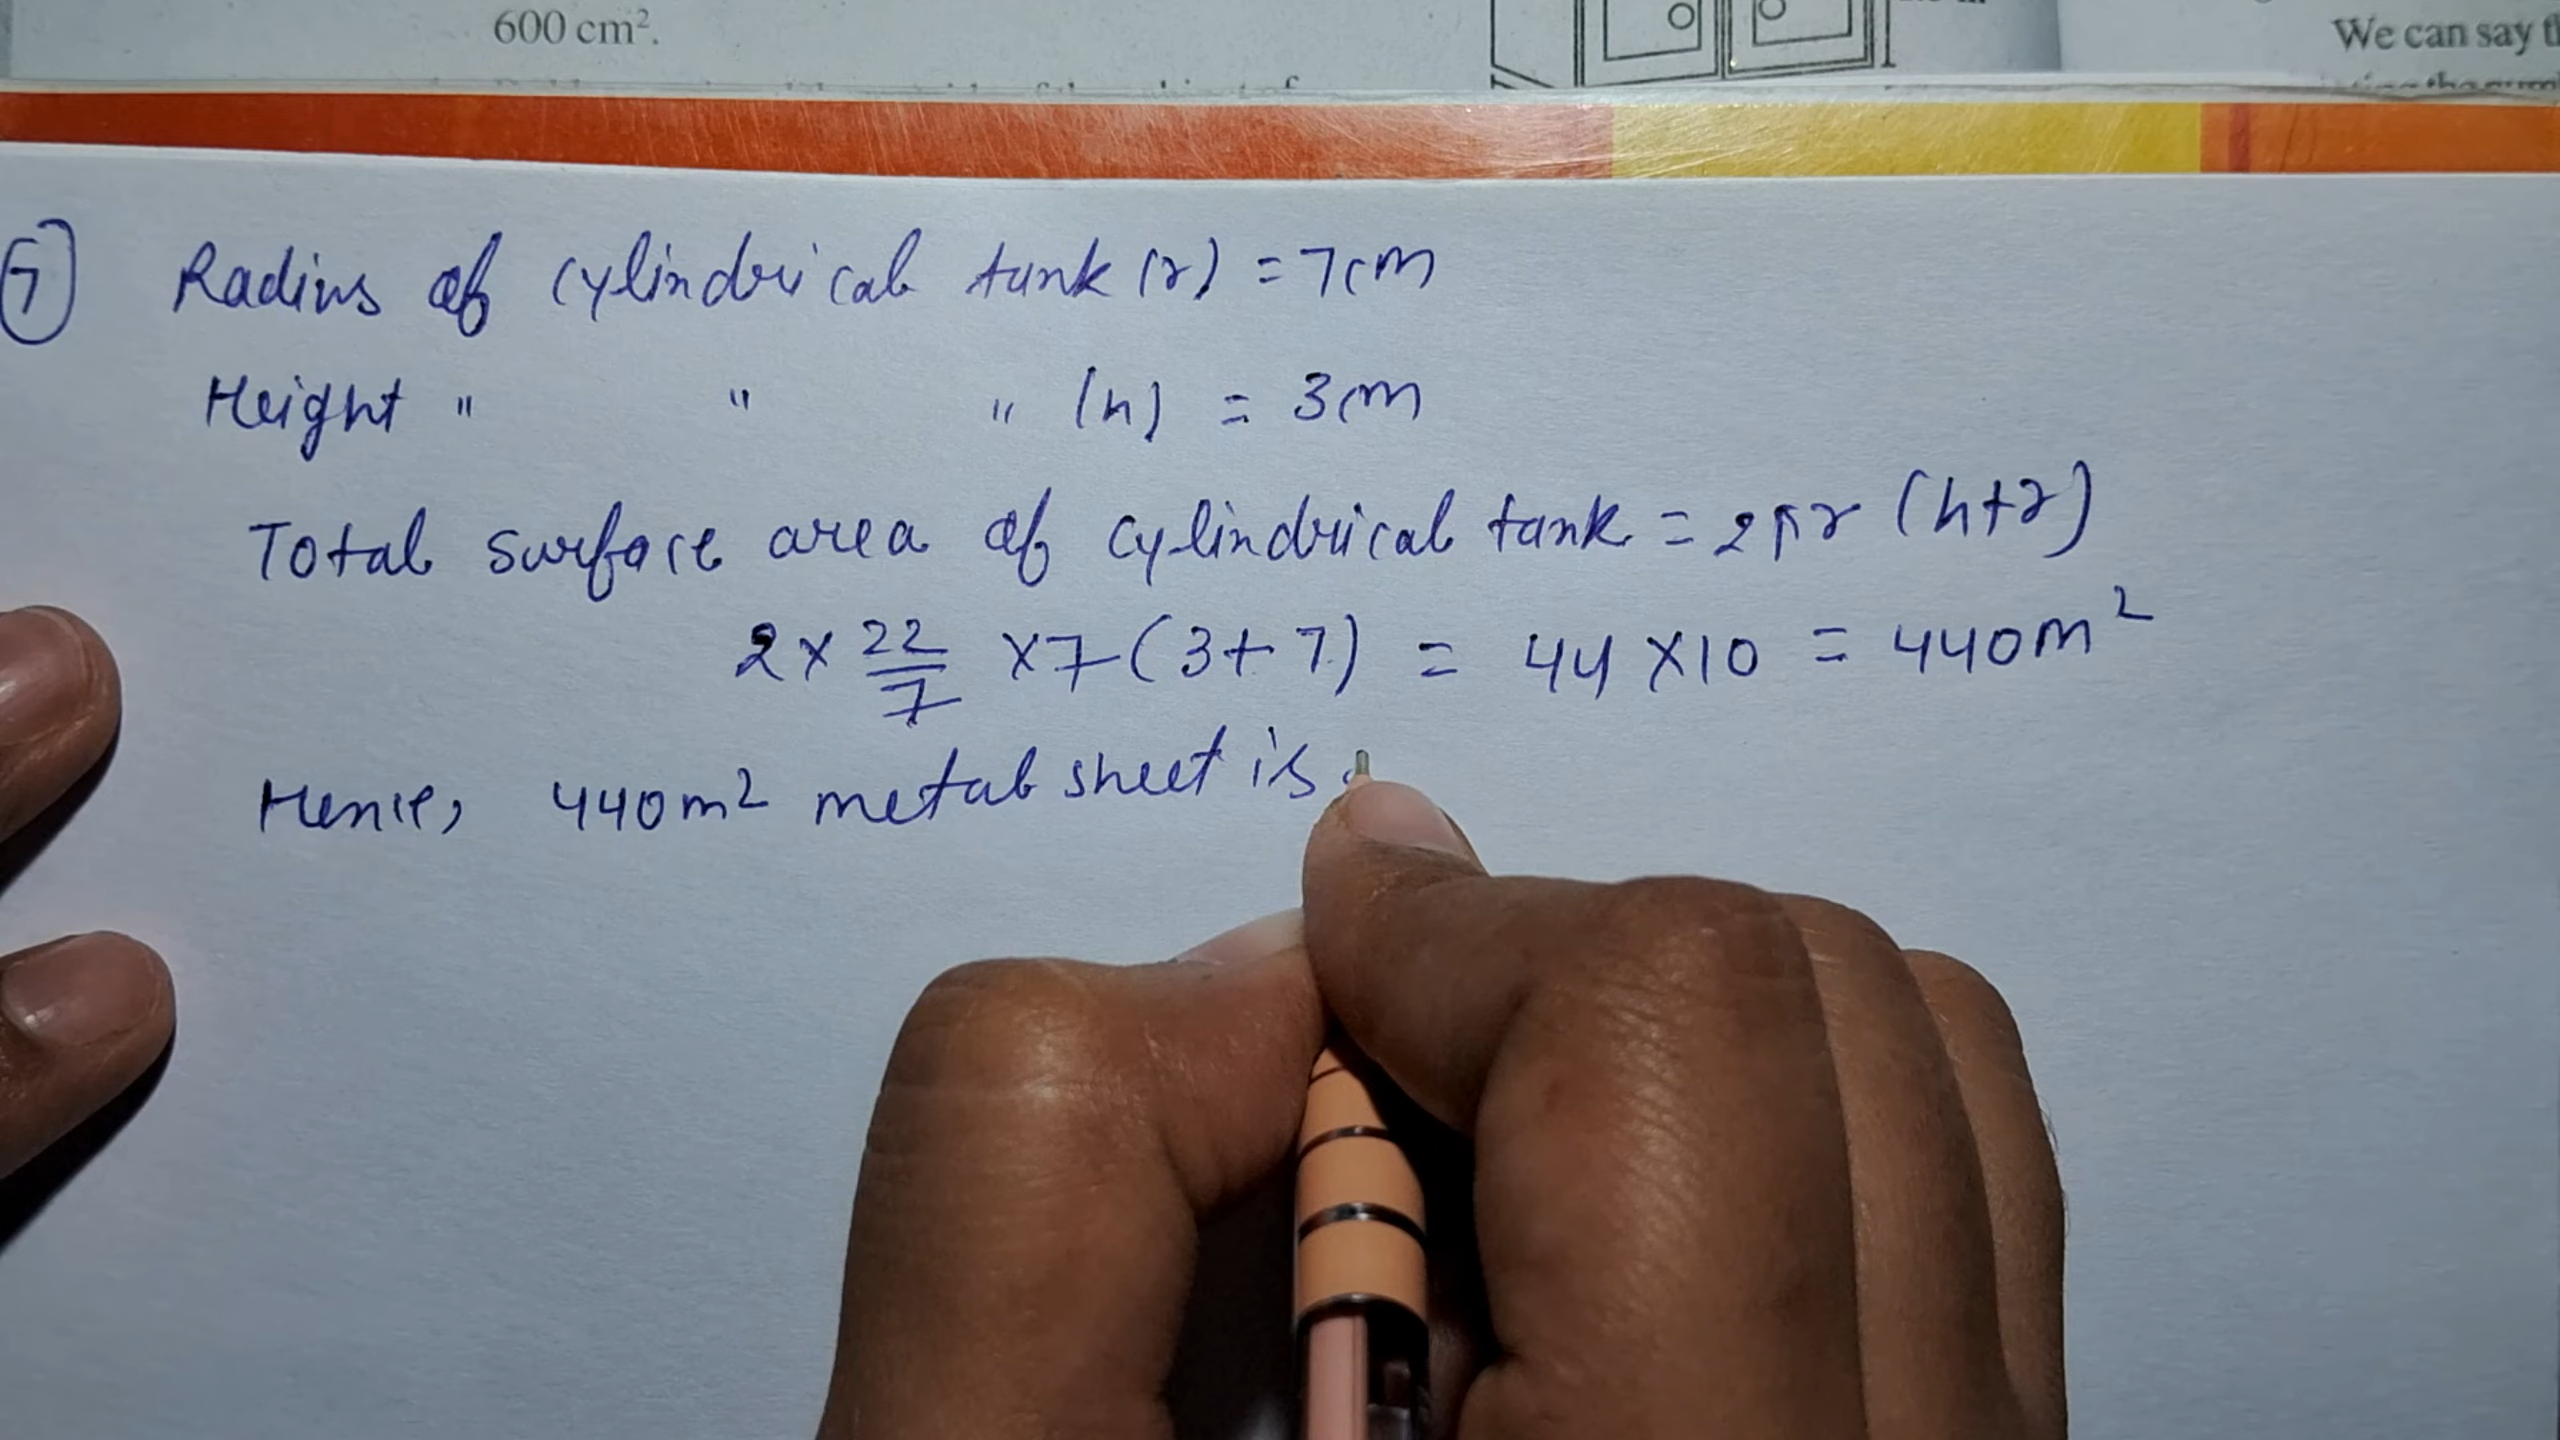 600 cm².
We can say t
⑤ Radius of cylindrical tank (r) = 7cm
Height " " " (h) = 3cm
Total surface area of cylindrical tank = 2πr (h+r)
2 × 22/7 × 7 (3+7) = 44 × 10 = 440m²
Hence, 440m² metal sheet is